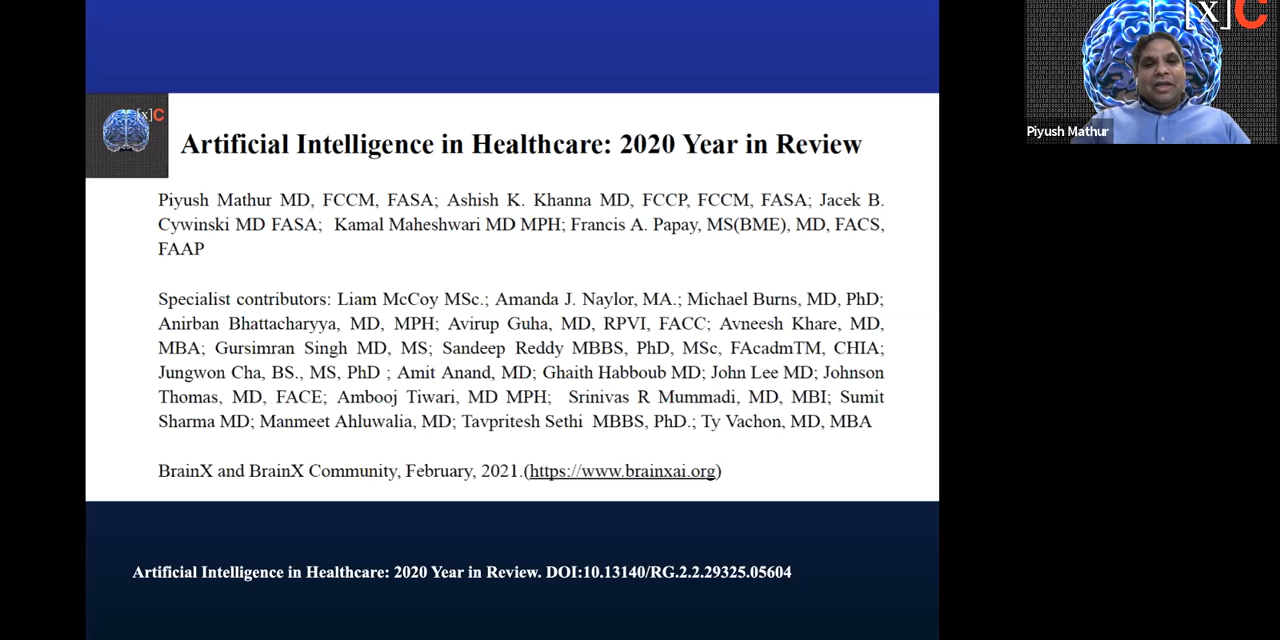 [x]C
Artificial Intelligence in Healthcare: 2020 Year in Review
Piyush Mathur MD, FCCM, FASA; Ashish K. Khanna MD, FCCP, FCCM, FASA; Jacek B.
Cywinski MD FASA; Kamal Maheshwari MD MPH; Francis A. Papay, MS(BME), MD, FACS,
FAAP
Specialist contributors: Liam McCoy MSc.; Amanda J. Naylor, MA.; Michael Burns, MD, PhD;
Anirban Bhattacharyya, MD, MPH; Avirup Guha, MD, RPVI, FACC; Avneesh Khare, MD,
MBA; Gursimran Singh MD, MS; Sandeep Reddy MBBS, PhD, MSc, FAcadmTM, CHIA;
Jungwon Cha, BS., MS, PhD ; Amit Anand, MD; Ghaith Habboub MD; John Lee MD; Johnson
Thomas, MD, FACE; Ambooj Tiwari, MD MPH; Srinivas R Mummadi, MD, MBI; Sumit
Sharma MD; Manmeet Ahluwalia, MD; Tavpritesh Sethi MBBS, PhD.; Ty Vachon, MD, MBA
BrainX and BrainX Community, February, 2021.(https://www.brainxai.org)
Artificial Intelligence in Healthcare: 2020 Year in Review. DOI:10.13140/RG.2.2.29325.05604
[x]C
Piyush Mathur